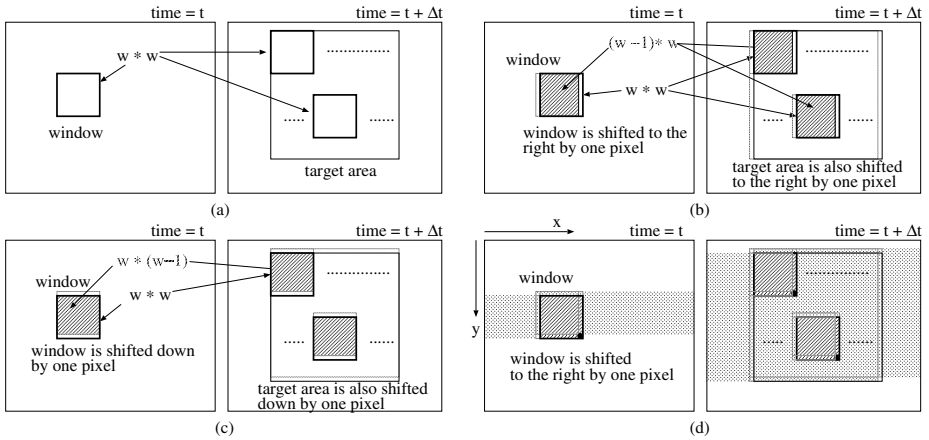 time = t
time = t + Δt
w * w
window
target area
(a)
time = t
time = t + Δt
(w −1)* w
window
w * w
window is shifted to the
right by one pixel
target area is also shifted
to the right by one pixel
(b)
time = t
time = t + Δt
w * (w−1)
window
w * w
window is shifted down
by one pixel
target area is also shifted
down by one pixel
(c)
x
time = t
time = t + Δt
window
y
window is shifted
to the right by one pixel
(d)